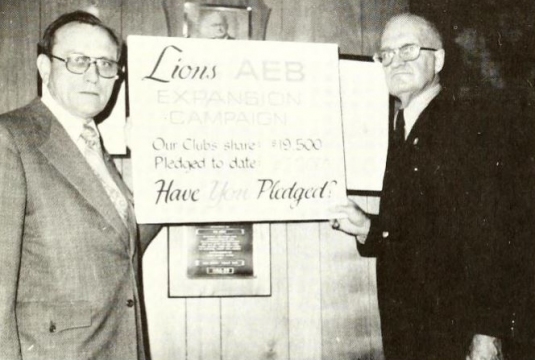 Lions AEB
EXPANSION
CAMPAIGN
Our Clubs share: $19,500
Pledged to date:
Have You Pledged?